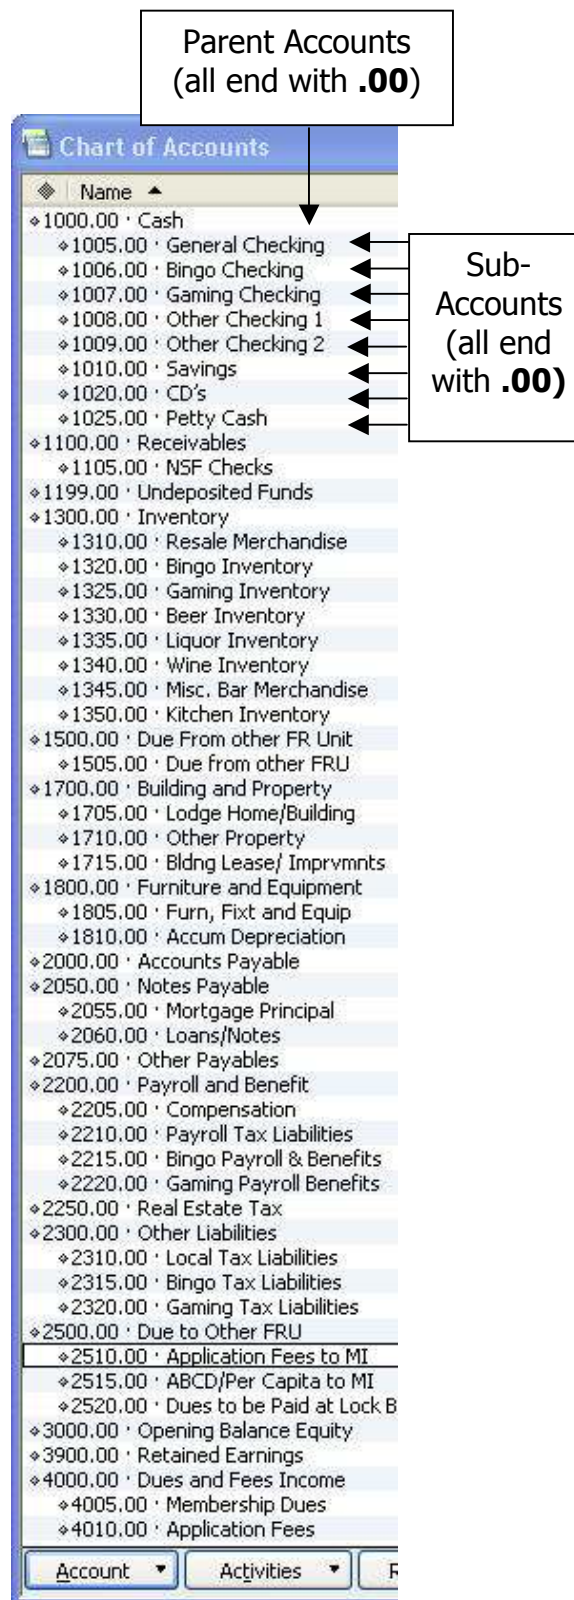 Parent Accounts
(all end with .00)
Chart of Accounts
Name
1000.00 · Cash
1005.00 · General Checking
1006.00 · Bingo Checking
1007.00 · Gaming Checking
1008.00 · Other Checking 1
1009.00 · Other Checking 2
1010.00 · Savings
1020.00 · CD's
1025.00 · Petty Cash
Sub-
Accounts
(all end
with .00)
1100.00 · Receivables
1105.00 · NSF Checks
1199.00 · Undeposited Funds
1300.00 · Inventory
1310.00 · Resale Merchandise
1320.00 · Bingo Inventory
1325.00 · Gaming Inventory
1330.00 · Beer Inventory
1335.00 · Liquor Inventory
1340.00 · Wine Inventory
1345.00 · Misc. Bar Merchandise
1350.00 · Kitchen Inventory
1500.00 · Due From other FR Unit
1505.00 · Due from other FRU
1700.00 · Building and Property
1705.00 · Lodge Home/Building
1710.00 · Other Property
1715.00 · Bldng Lease/ Imprvmnts
1800.00 · Furniture and Equipment
1805.00 · Furn, Fixt and Equip
1810.00 · Accum Depreciation
2000.00 · Accounts Payable
2050.00 · Notes Payable
2055.00 · Mortgage Principal
2060.00 · Loans/Notes
2075.00 · Other Payables
2200.00 · Payroll and Benefit
2205.00 · Compensation
2210.00 · Payroll Tax Liabilities
2215.00 · Bingo Payroll & Benefits
2220.00 · Gaming Payroll Benefits
2250.00 · Real Estate Tax
2300.00 · Other Liabilities
2310.00 · Local Tax Liabilities
2315.00 · Bingo Tax Liabilities
2320.00 · Gaming Tax Liabilities
2500.00 · Due to Other FRU
2510.00 · Application Fees to MI
2515.00 · ABCD/Per Capita to MI
2520.00 · Dues to be Paid at Lock B
3000.00 · Opening Balance Equity
3900.00 · Retained Earnings
4000.00 · Dues and Fees Income
4005.00 · Membership Dues
4010.00 · Application Fees
Account Activities R